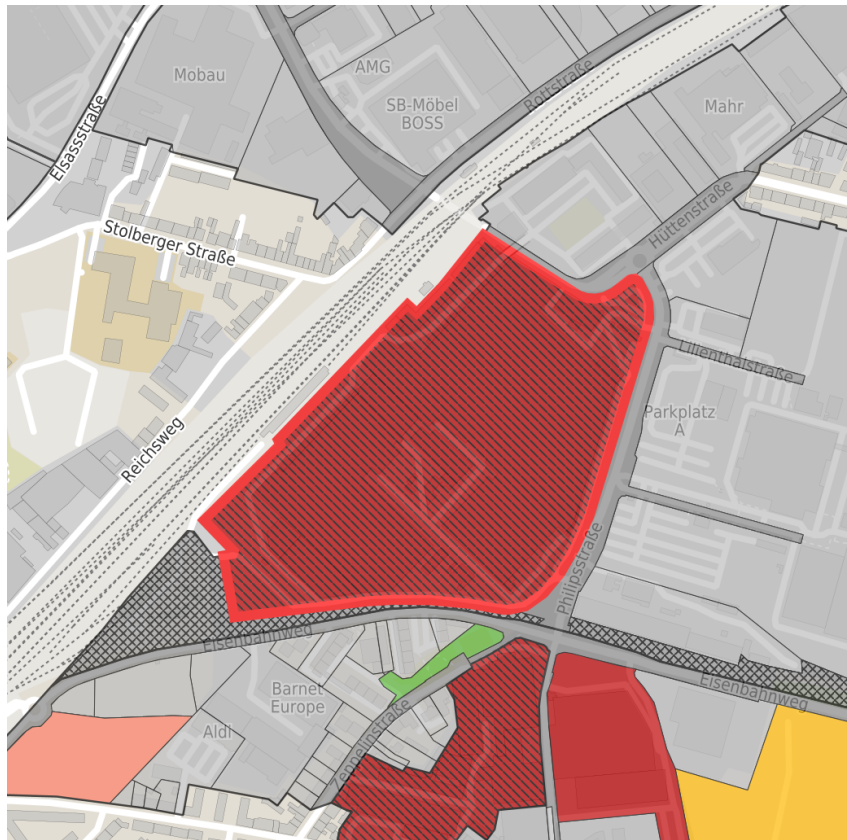 Mobau
AMG
SB-Möbel
BOSS
Rottstraße
Mahr
Elsassstraße
Stolberger Straße
Hüttenstraße
Lilienthalstraße
Parkplatz
A
Reichsweg
Philipsstraße
Eisenbahnweg
Eisenbahnweg
Barnet
Europe
Aldi
Zeppelinstraße